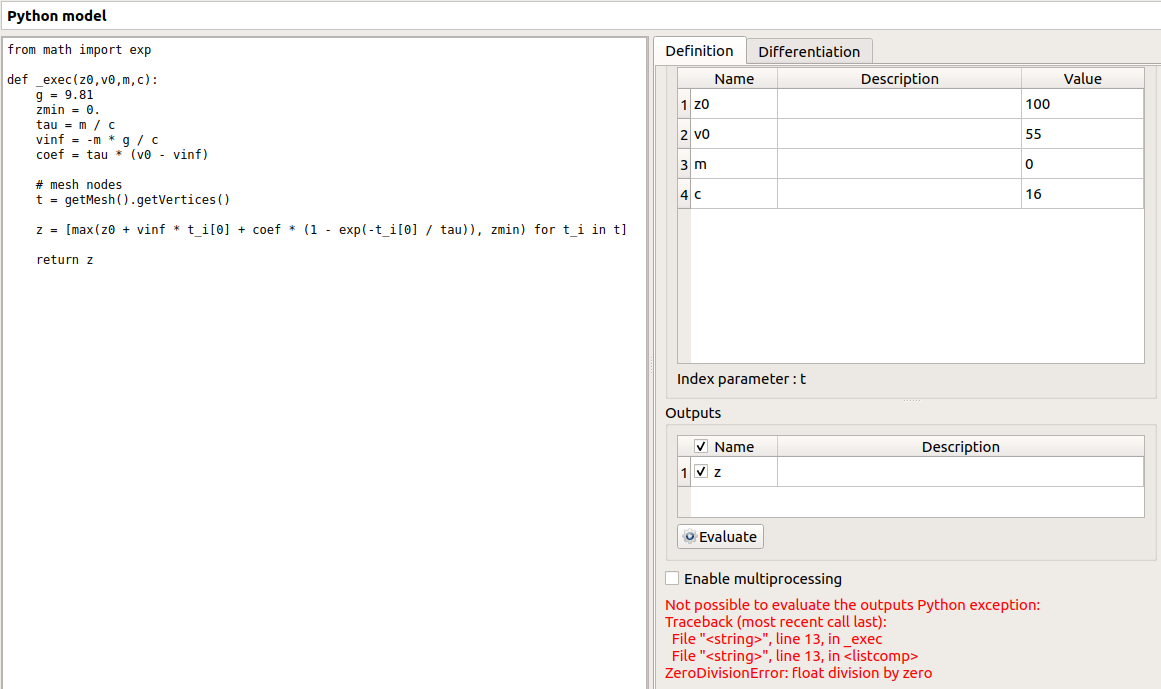 Python model
from math import exp
def _exec(z0,v0,m,c):
    g = 9.81
    zmin = 0.
    tau = m / c
    vinf = -m * g / c
    coef = tau * (v0 - vinf)
    # mesh nodes
    t = getMesh().getVertices()
    z = [max(z0 + vinf * t_i[0] + coef * (1 - exp(-t_i[0] / tau)), zmin) for t_i in t]
    return z
Definition Differentiation
Name Description Value
1 z0 100
2 v0 55
3 m 0
4 c 16
Index parameter : t
Outputs
Name Description
1 z
Evaluate
Enable multiprocessing
Not possible to evaluate the outputs Python exception:
Traceback (most recent call last):
  File "<string>", line 13, in _exec
  File "<string>", line 13, in <listcomp>
ZeroDivisionError: float division by zero